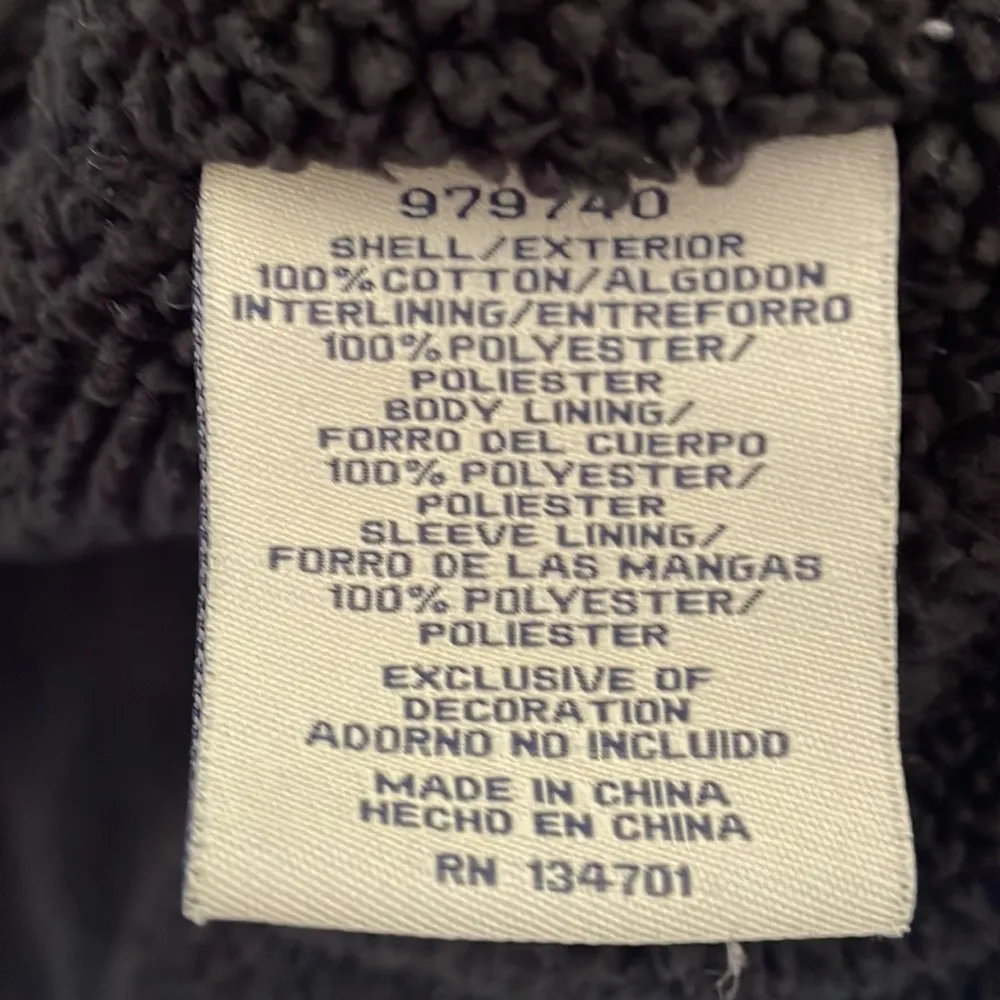 979740
SHELL/EXTERIOR
100%COTTON/ALGODON
INTERLINING/ENTREFORRO
100%POLYESTER/
POLIESTER
BODY LINING/
FORRO DEL CUERPO
100% POLYESTER/
POLIESTER
SLEEVE LINING/
FORRO DE LAS MANGAS
100% POLYESTER/
POLIESTER
EXCLUSIVE OF
DECORATION
ADORNO NO INCLUIDO
MADE IN CHINA
HECHO EN CHINA
RN 134701